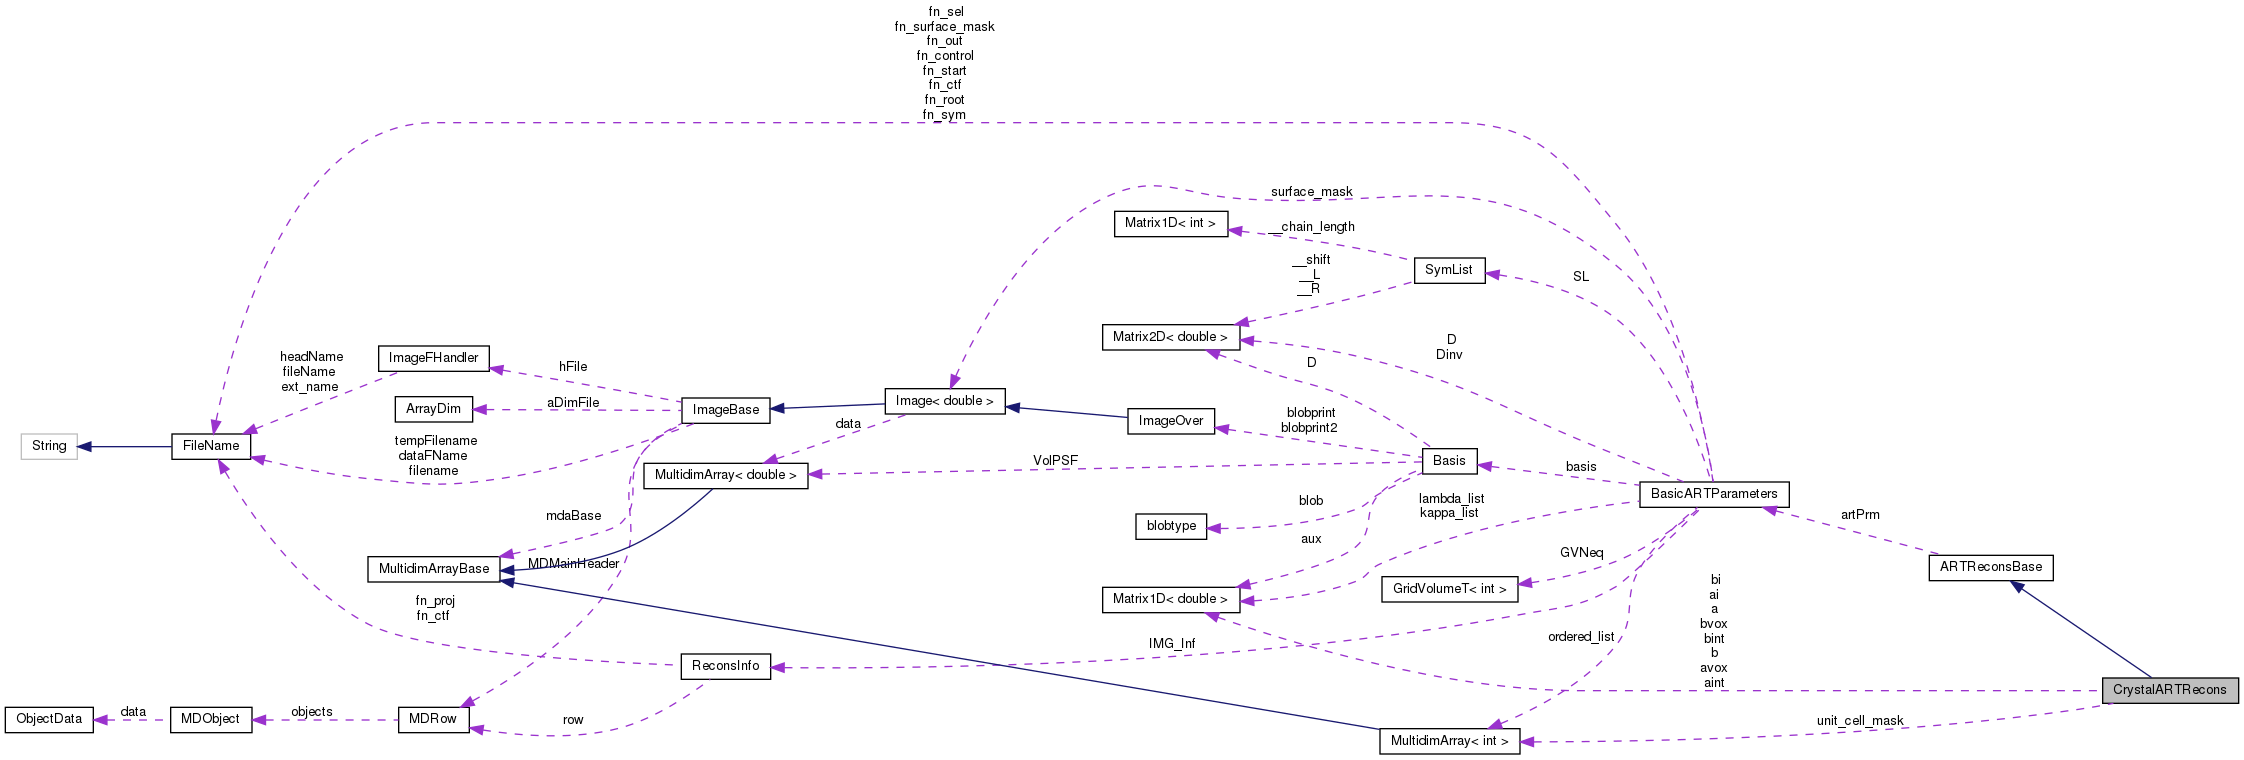 fn_sel
fn_surface_mask
fn_out
fn_control
fn_start
fn_ctf
fn_root
fn_sym
surface_mask
Matrix1D< int >
__chain_length
__shift
__L
__R
SymList
SL
Matrix2D< double >
D
Dinv
D
headName
fileName
ext_name
ImageFHandler
hFile
ArrayDim
aDimFile
ImageBase
Image< double >
ImageOver
blobprint
blobprint2
data
String
FileName
tempFilename
dataFName
filename
MultidimArray< double >
VolPSF
Basis
basis
BasicARTParameters
lambda_list
kappa_list
blob
blobtype
artPrm
mdaBase
aux
GVNeq
MDMainHeader
MultidimArrayBase
ARTReconsBase
GridVolumeT< int >
Matrix1D< double >
fn_proj
fn_ctf
bi
ai
a
bvox
bint
b
avox
aint
ordered_list
IMG_Inf
ReconsInfo
CrystalARTRecons
ObjectData
data
MDObject
objects
MDRow
row
unit_cell_mask
MultidimArray< int >